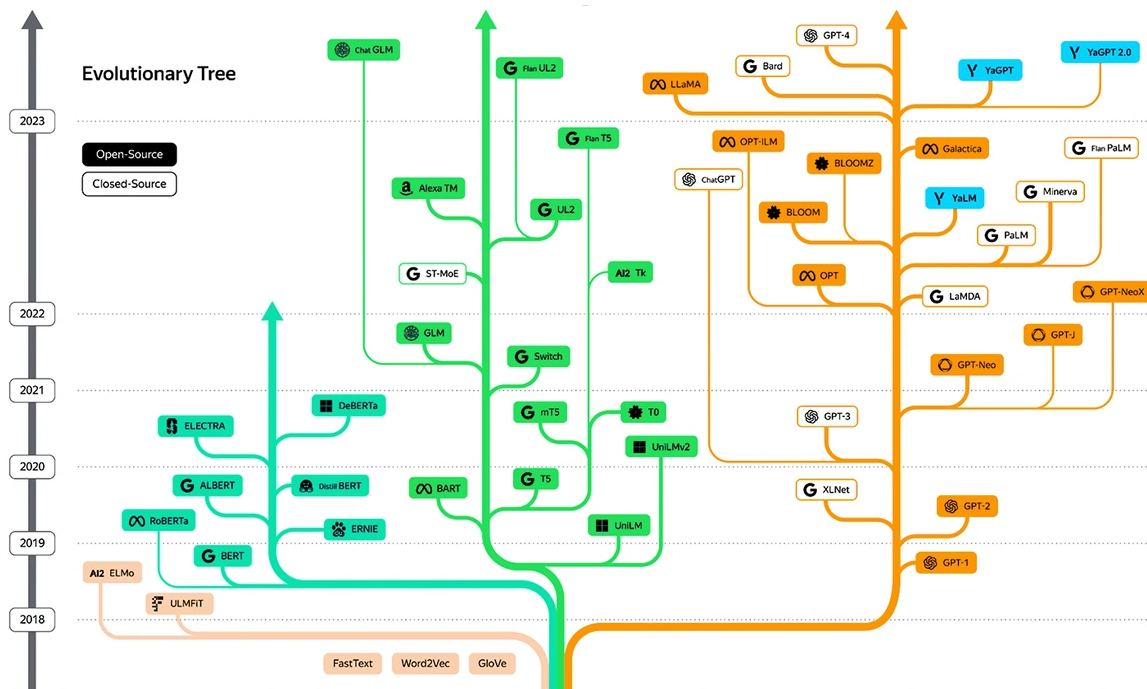 Evolutionary Tree
Open-Source
Closed-Source
2023
2022
2021
2020
2019
2018
Chat GLM
Flan UL2
Flan T5
Alexa TM
UL2
ST-MoE
AI2 Tk
GLM
Switch
mT5
T0
UniLMv2
T5
BART
UniLM
DeBERTa
ELECTRA
ALBERT
Distill BERT
RoBERTa
ERNIE
BERT
AI2 ELMo
ULMFiT
FastText
Word2Vec
GloVe
GPT-4
Bard
LLaMA
YaGPT
YaGPT 2.0
OPT-ILM
BLOOMZ
Galactica
Flan PaLM
ChatGPT
BLOOM
YaLM
Minerva
PaLM
OPT
LaMDA
GPT-NeoX
GPT-J
GPT-Neo
GPT-3
XLNet
GPT-2
GPT-1